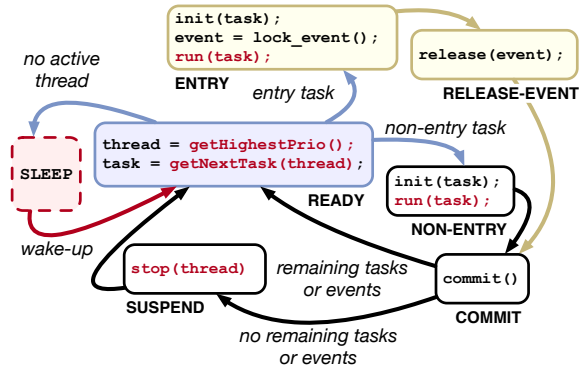 init(task);
event = lock_event();
run(task);
ENTRY
release(event);
RELEASE-EVENT
no active
thread
entry task
non-entry task
thread = getHighestPrio();
task = getNextTask(thread);
READY
SLEEP
wake-up
init(task);
run(task);
NON-ENTRY
stop(thread)
SUSPEND
remaining tasks
or events
commit()
COMMIT
no remaining tasks
or events